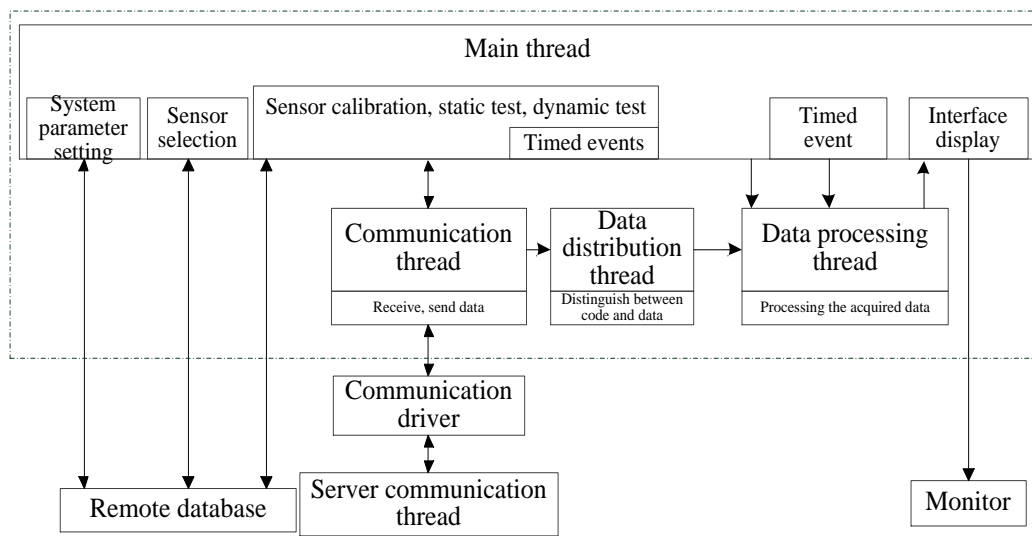 Main thread
System
parameter
setting
Sensor
selection
Sensor calibration, static test, dynamic test
Timed events
Timed
event
Interface
display
Communication
thread
Receive, send data
Data
distribution
thread
Distinguish between
code and data
Data processing
thread
Processing the acquired data
Communication
driver
Remote database
Server communication
thread
Monitor